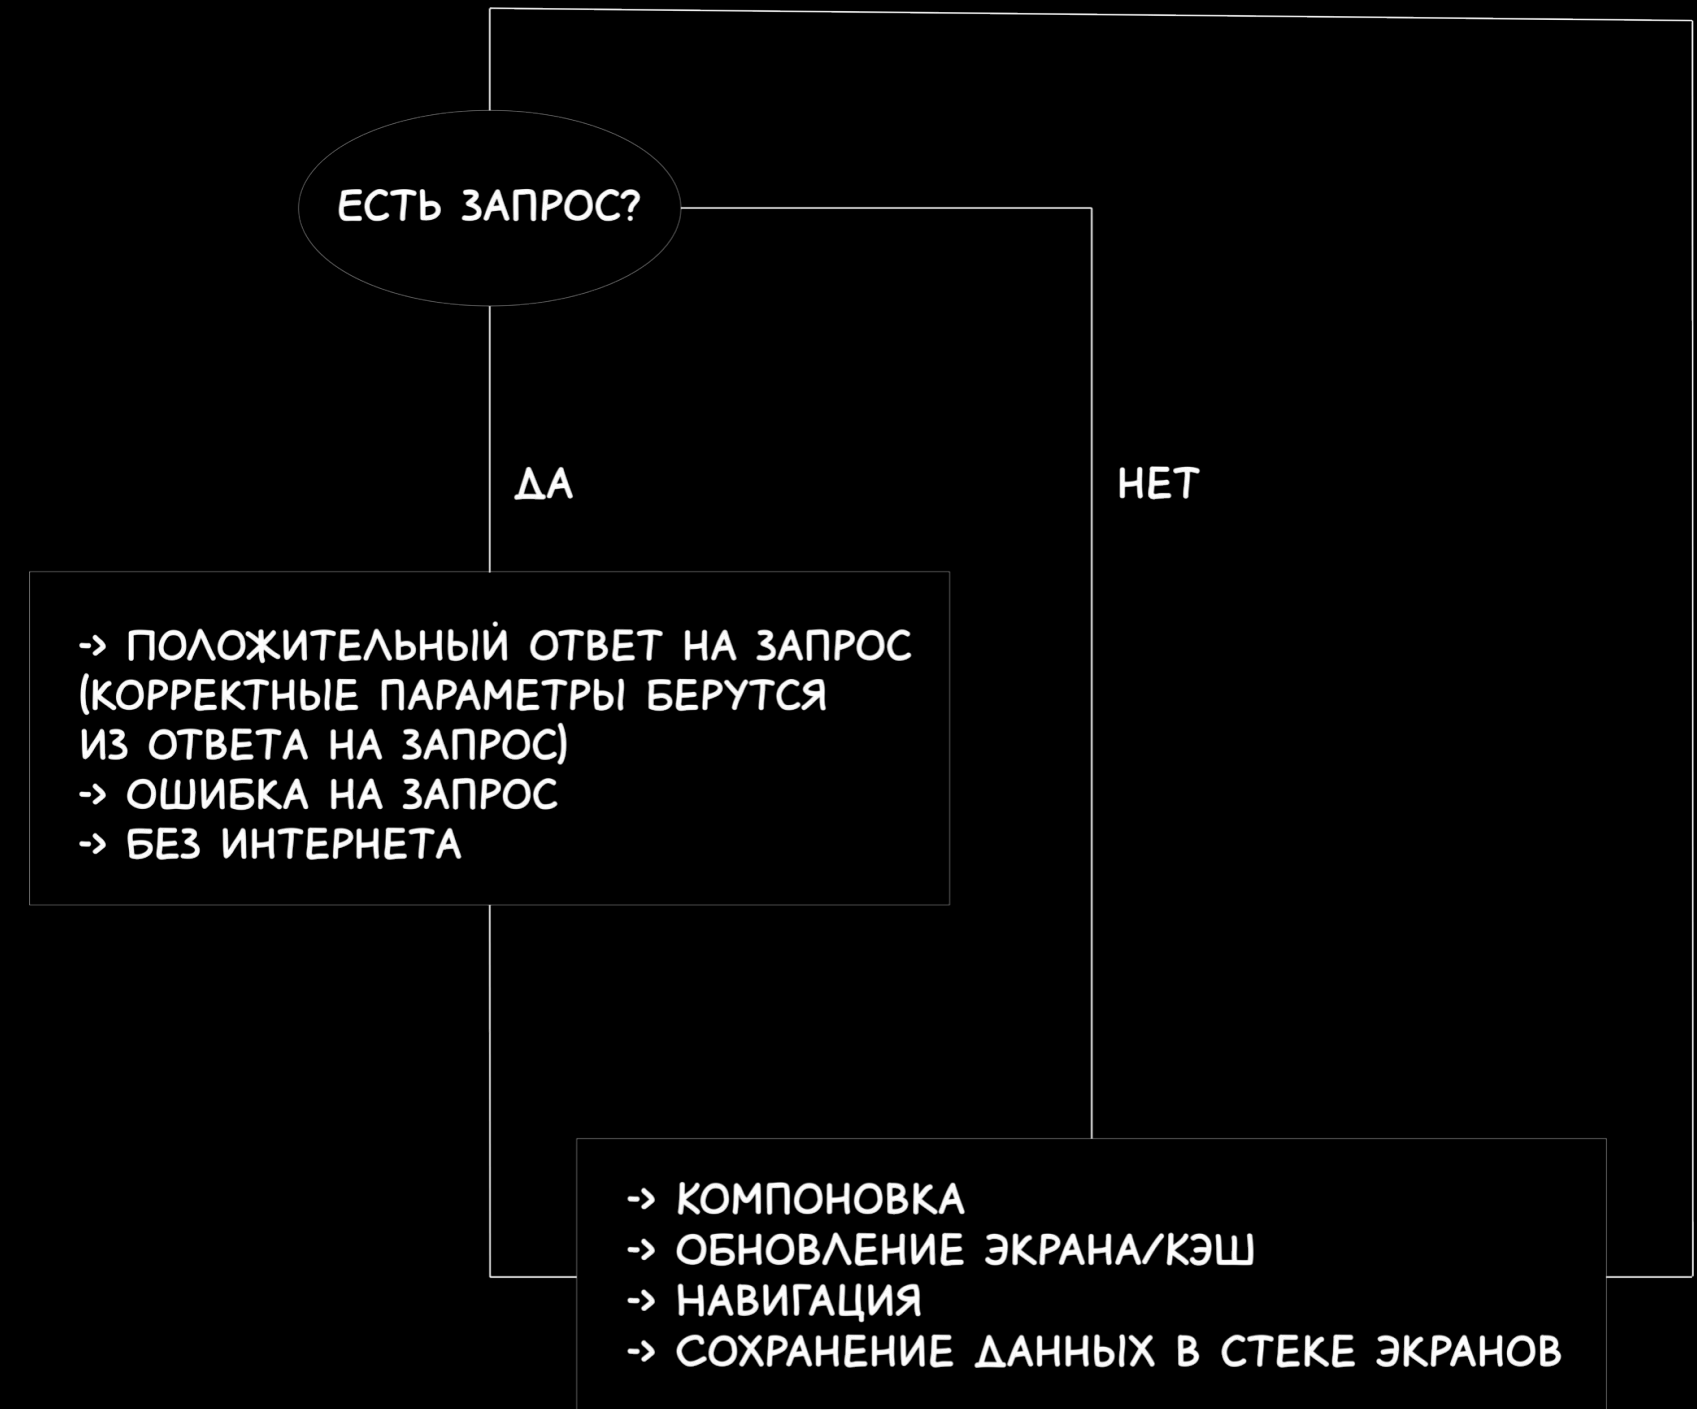 ЕСТЬ ЗАПРОС?
ДА
НЕТ
-> ПОЛОЖИТЕЛЬНЫЙ ОТВЕТ НА ЗАПРОС
(КОРРЕКТНЫЕ ПАРАМЕТРЫ БЕРУТСЯ
ИЗ ОТВЕТА НА ЗАПРОС)
-> ОШИБКА НА ЗАПРОС
-> БЕЗ ИНТЕРНЕТА
-> КОМПОНОВКА
-> ОБНОВЛЕНИЕ ЭКРАНА/КЭШ
-> НАВИГАЦИЯ
-> СОХРАНЕНИЕ ДАННЫХ В СТЕКЕ ЭКРАНОВ